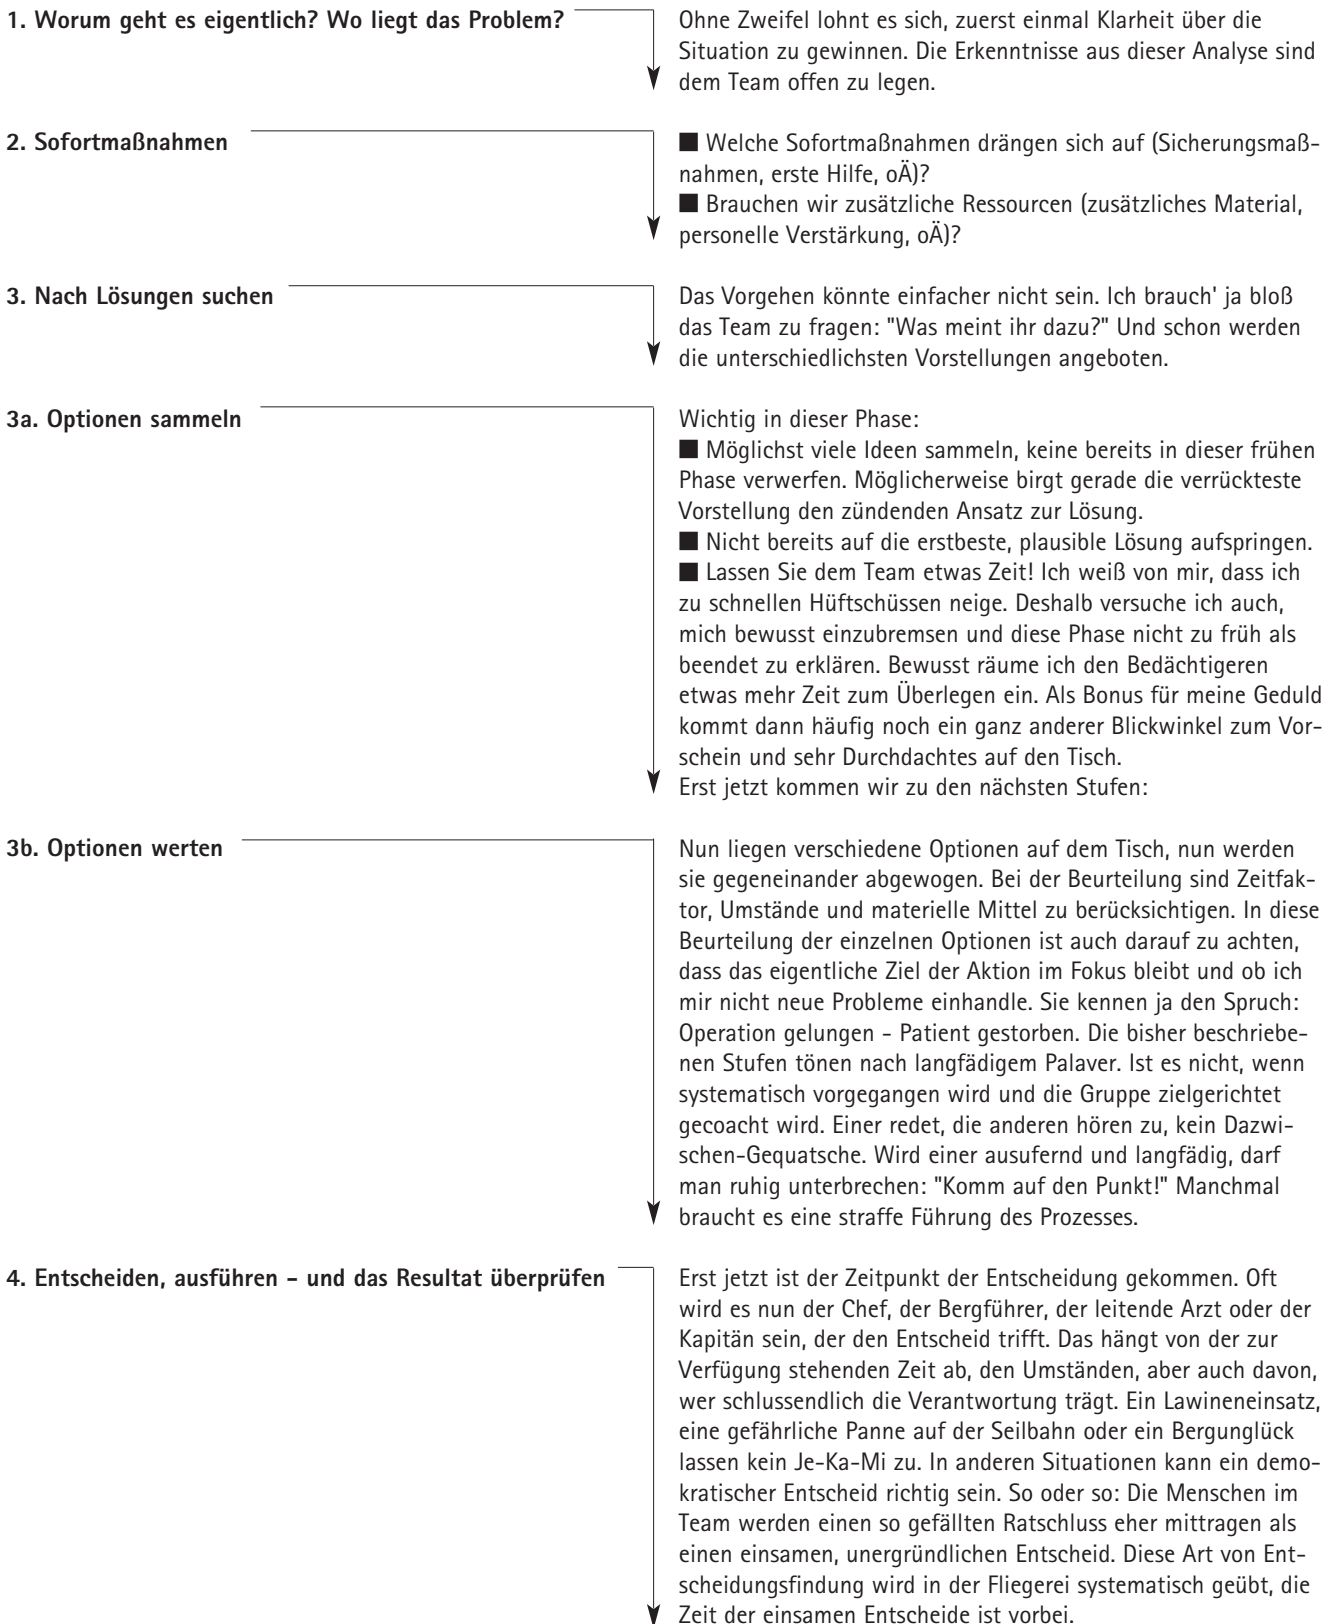 1. Worum geht es eigentlich? Wo liegt das Problem?
Ohne Zweifel lohnt es sich, zuerst einmal Klarheit über die
Situation zu gewinnen. Die Erkenntnisse aus dieser Analyse sind
dem Team offen zu legen.
2. Sofortmaßnahmen
■ Welche Sofortmaßnahmen drängen sich auf (Sicherungsmaß-
nahmen, erste Hilfe, oÄ)?
■ Brauchen wir zusätzliche Ressourcen (zusätzliches Material,
personelle Verstärkung, oÄ)?
3. Nach Lösungen suchen
Das Vorgehen könnte einfacher nicht sein. Ich brauch' ja bloß
das Team zu fragen: "Was meint ihr dazu?" Und schon werden
die unterschiedlichsten Vorstellungen angeboten.
3a. Optionen sammeln
Wichtig in dieser Phase:
■ Möglichst viele Ideen sammeln, keine bereits in dieser frühen
Phase verwerfen. Möglicherweise birgt gerade die verrückteste
Vorstellung den zündenden Ansatz zur Lösung.
■ Nicht bereits auf die erstbeste, plausible Lösung aufspringen.
■ Lassen Sie dem Team etwas Zeit! Ich weiß von mir, dass ich
zu schnellen Hüftschüssen neige. Deshalb versuche ich auch,
mich bewusst einzubremsen und diese Phase nicht zu früh als
beendet zu erklären. Bewusst räume ich den Bedächtigeren
etwas mehr Zeit zum Überlegen ein. Als Bonus für meine Geduld
kommt dann häufig noch ein ganz anderer Blickwinkel zum Vor-
schein und sehr Durchdachtes auf den Tisch.
Erst jetzt kommen wir zu den nächsten Stufen:
3b. Optionen werten
Nun liegen verschiedene Optionen auf dem Tisch, nun werden
sie gegeneinander abgewogen. Bei der Beurteilung sind Zeitfak-
tor, Umstände und materielle Mittel zu berücksichtigen. In diese
Beurteilung der einzelnen Optionen ist auch darauf zu achten,
dass das eigentliche Ziel der Aktion im Fokus bleibt und ob ich
mir nicht neue Probleme einhandle. Sie kennen ja den Spruch:
Operation gelungen - Patient gestorben. Die bisher beschriebe-
nen Stufen tönen nach langfädigem Palaver. Ist es nicht, wenn
systematisch vorgegangen wird und die Gruppe zielgerichtet
gecoacht wird. Einer redet, die anderen hören zu, kein Dazwi-
schen-Gequatsche. Wird einer ausufernd und langfädig, darf
man ruhig unterbrechen: "Komm auf den Punkt!" Manchmal
braucht es eine straffe Führung des Prozesses.
4. Entscheiden, ausführen - und das Resultat überprüfen
Erst jetzt ist der Zeitpunkt der Entscheidung gekommen. Oft
wird es nun der Chef, der Bergführer, der leitende Arzt oder der
Kapitän sein, der den Entscheid trifft. Das hängt von der zur
Verfügung stehenden Zeit ab, den Umständen, aber auch davon,
wer schlussendlich die Verantwortung trägt. Ein Lawineneinsatz,
eine gefährliche Panne auf der Seilbahn oder ein Bergunglück
lassen kein Je-Ka-Mi zu. In anderen Situationen kann ein demo-
kratischer Entscheid richtig sein. So oder so: Die Menschen im
Team werden einen so gefällten Ratschluss eher mittragen als
einen einsamen, unergründlichen Entscheid. Diese Art von Ent-
scheidungsfindung wird in der Fliegerei systematisch geübt, die
Zeit der einsamen Entscheide ist vorbei.